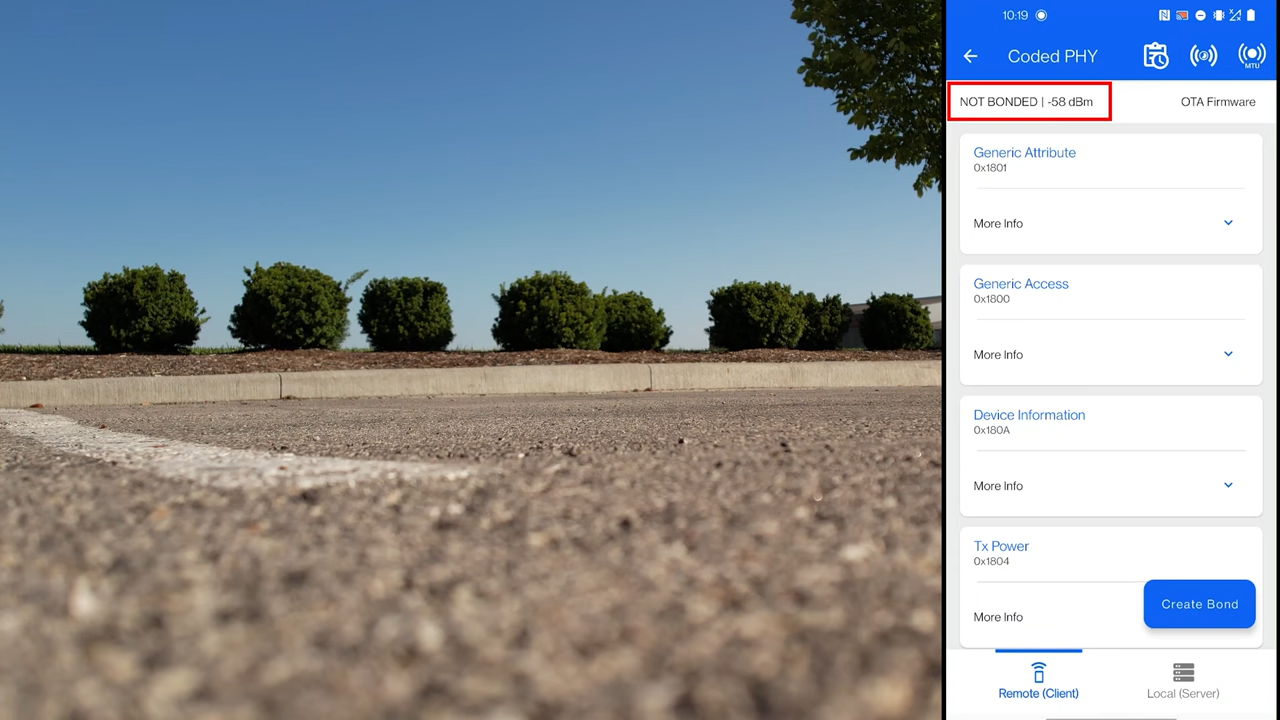 10:19
Coded PHY
MTU
NOT BONDED | -58 dBm
OTA Firmware
Generic Attribute
0x1801
More Info
Generic Access
0x1800
More Info
Device Information
0x180A
More Info
Tx Power
0x1804
More Info
Create Bond
Remote (Client)
Local (Server)